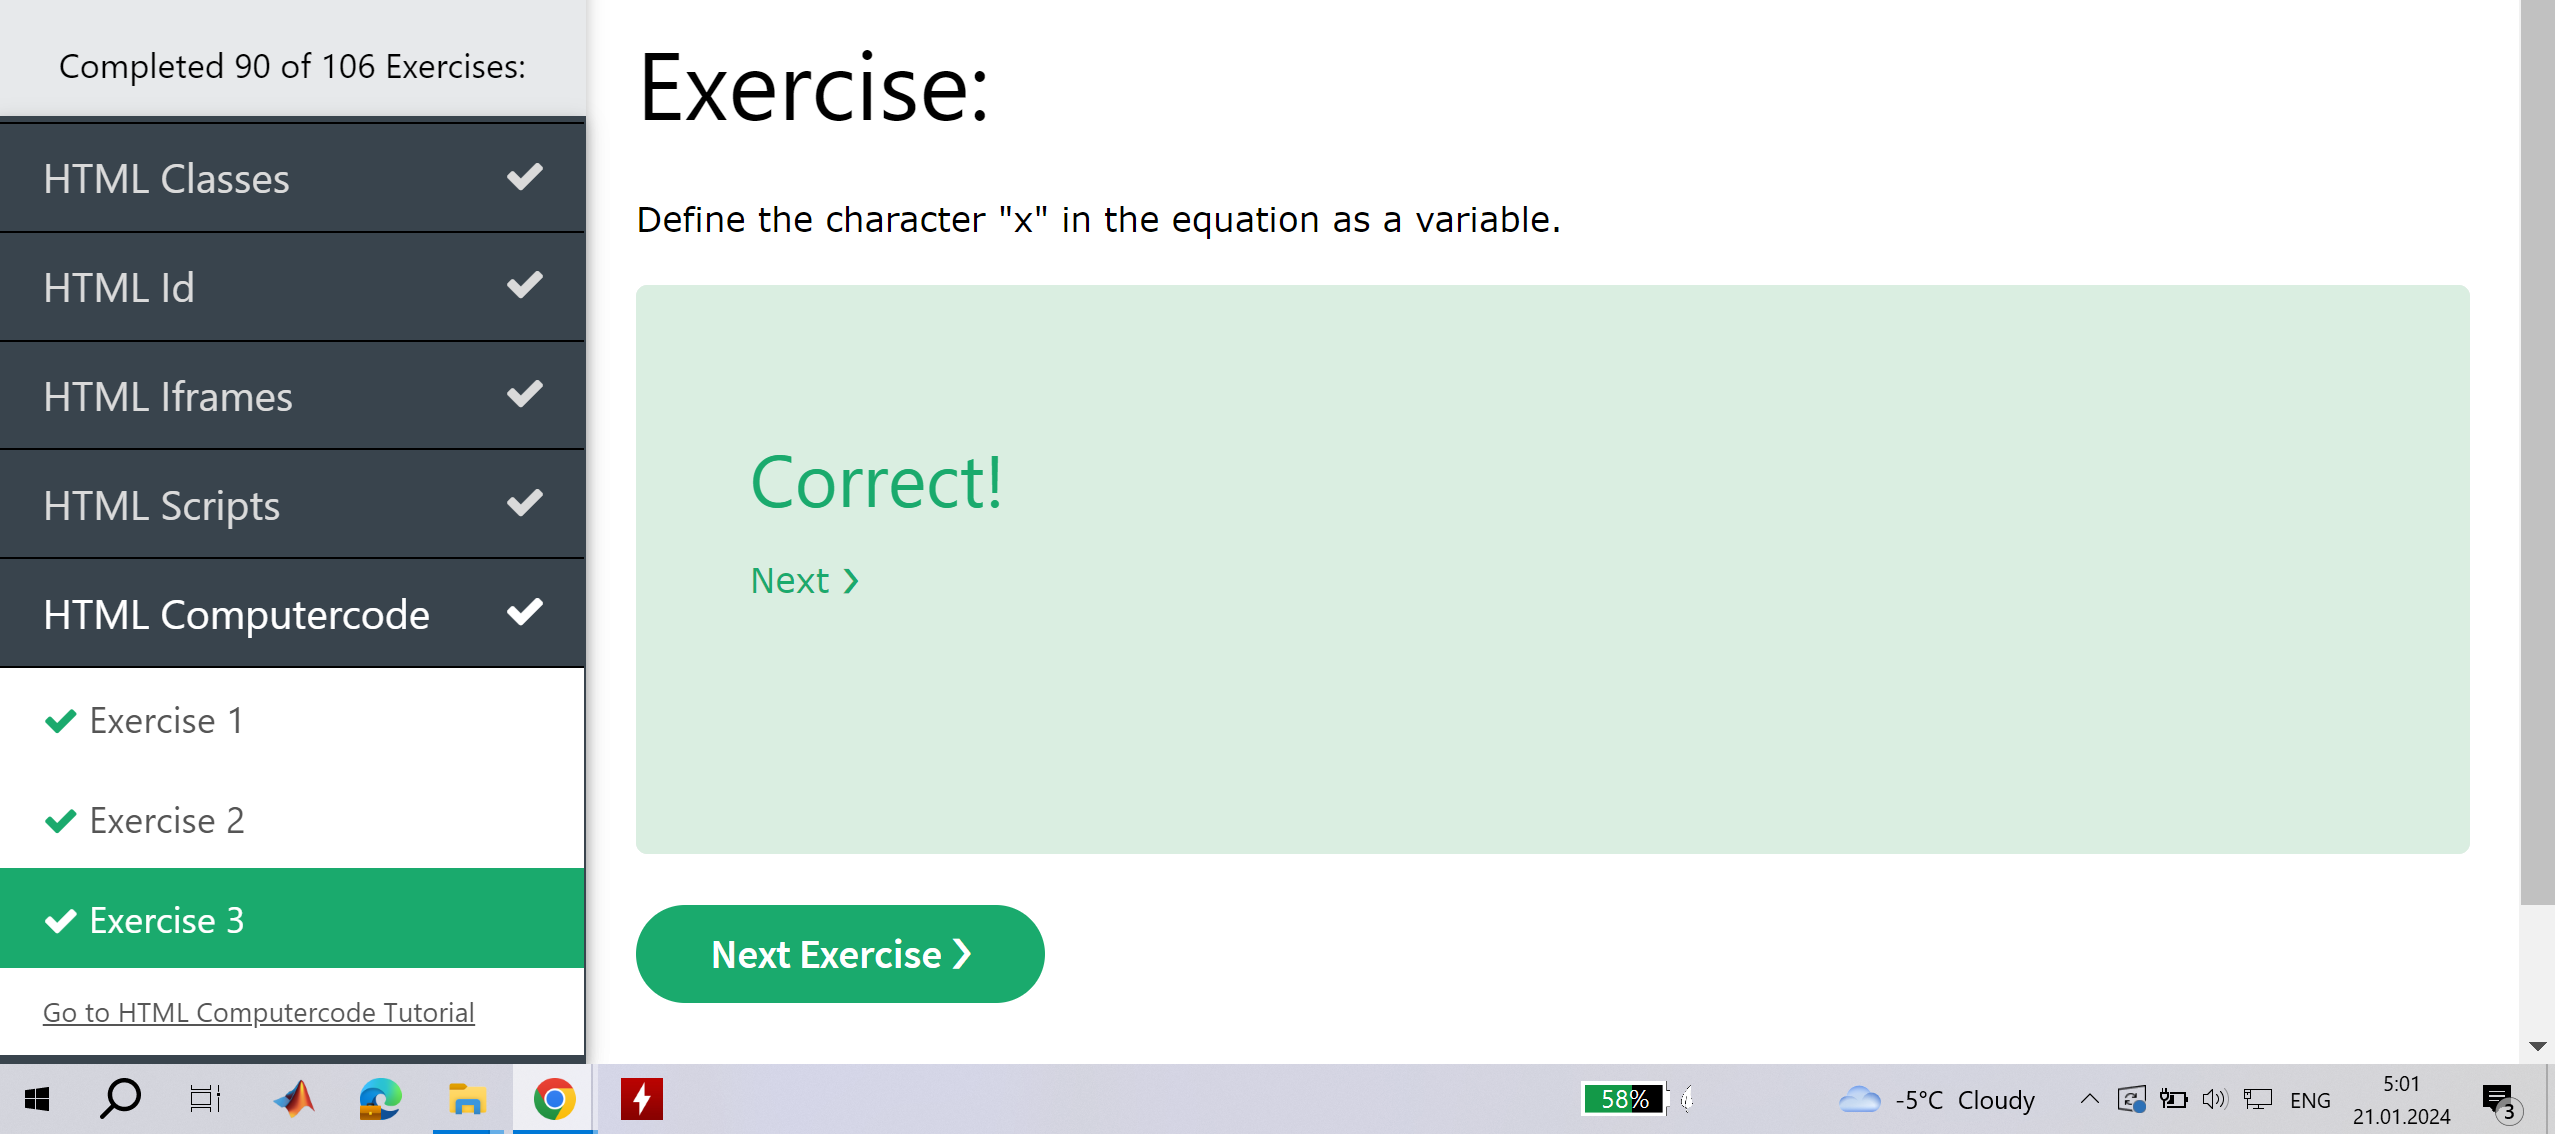 Completed 90 of 106 Exercises:
HTML Classes
HTML Id
HTML Iframes
HTML Scripts
HTML Computercode
Exercise 1
Exercise 2
Exercise 3
Go to HTML Computercode Tutorial
Exercise:
Define the character "x" in the equation as a variable.
Correct!
Next ❯
Next Exercise ❯
58%
-5°C Cloudy
ENG
5:01
21.01.2024
3